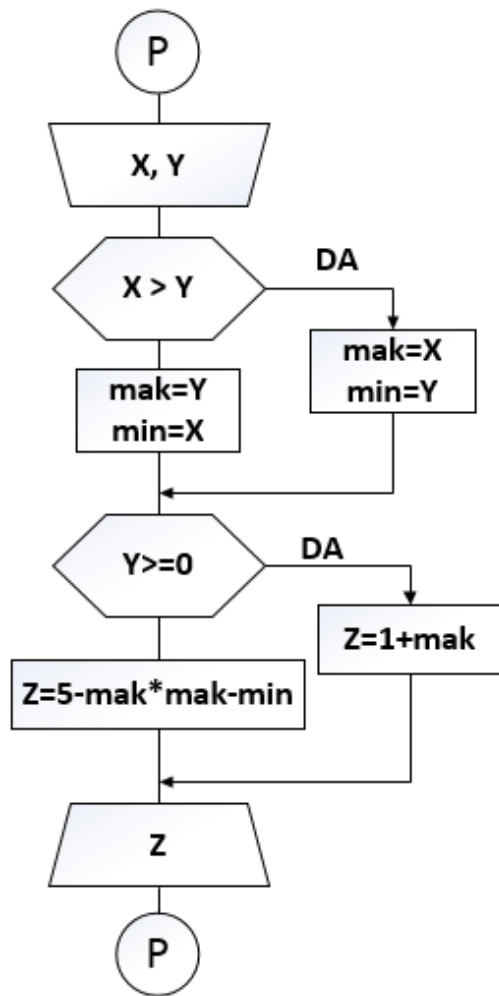 P
X, Y
X > Y
DA
mak=X
min=Y
mak=Y
min=X
Y>=0
DA
Z=1+mak
Z=5-mak*mak-min
Z
P